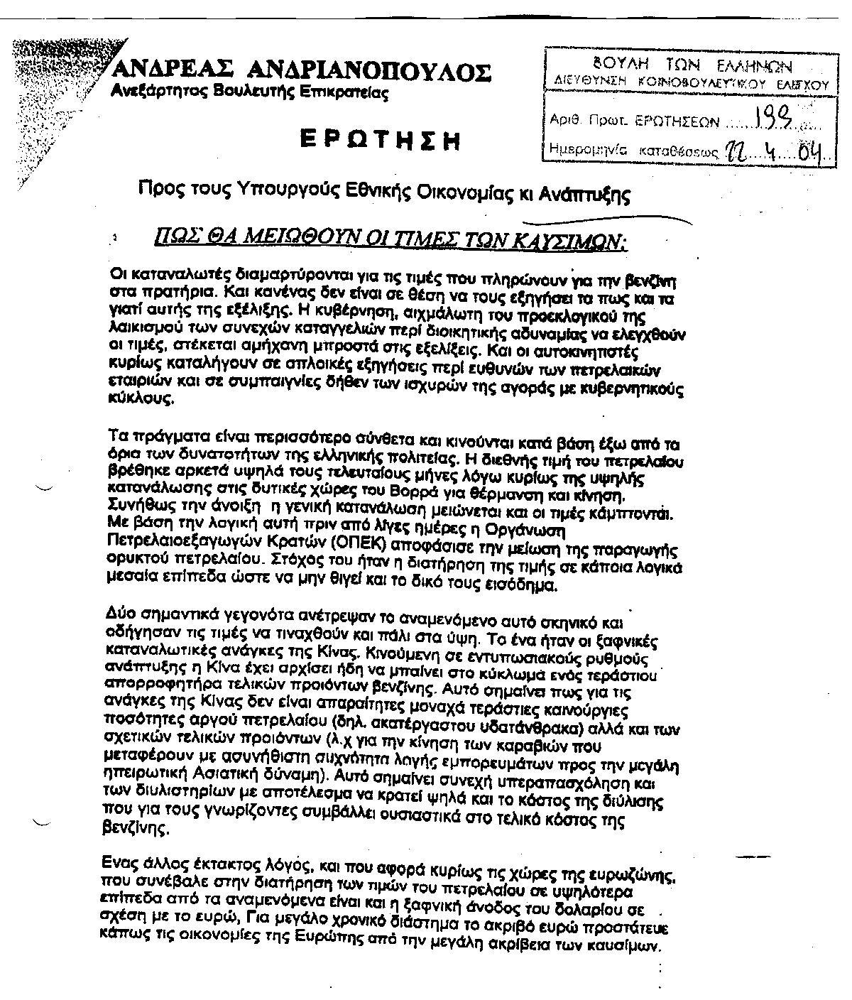 ΑΝΔΡΕΑΣ ΑΝΔΡΙΑΝΟΠΟΥΛΟΣ
Ανεξάρτητος Βουλευτής Επικρατείας
ΒΟΥΛΗ ΤΩΝ ΕΛΛΗΝΩΝ
ΔΙΕΥΘΥΝΣΗ ΚΟΙΝΟΒΟΥΛΕΥΤΙΚΟΥ ΕΛΕΓΧΟΥ
Αριθ. Πρωτ. ΕΡΩΤΗΣΕΩΝ ......199.....
Ημερομηνία καταθέσεως 22...4....04..
ΕΡΩΤΗΣΗ
Προς τους Υπουργούς Εθνικής Οικονομίας κι Ανάπτυξης
ΠΩΣ ΘΑ ΜΕΙΩΘΟΥΝ ΟΙ ΤΙΜΕΣ ΤΩΝ ΚΑΥΣΙΜΩΝ;
Οι καταναλωτές διαμαρτύρονται για τις τιμές που πληρώνουν για την βενζίνη
στα πρατήρια. Και κανένας δεν είναι σε θέση να τους εξηγήσει τα πως και τα
γιατί αυτής της εξέλιξης. Η κυβέρνηση, αιχμάλωτη του προεκλογικού της
λαικισμού των συνεχών καταγγελιών περί διοικητικής αδυναμίας να ελεγχθούν
οι τιμές, στέκεται αμήχανη μπροστά στις εξελίξεις. Και οι αυτοκινητιστές
κυρίως καταλήγουν σε απλοικές εξηγήσεις περί ευθυνών των πετρελαικών
εταιριών και σε συμπαιγνίες δήθεν των ισχυρών της αγοράς με κυβερνητικούς
κύκλους.
Τα πράγματα είναι περισσότερο σύνθετα και κινούνται κατά βάση έξω από τα
όρια των δυνατοτήτων της ελληνικής πολιτείας. Η διεθνής τιμή του πετρελαίου
βρέθηκε αρκετά υψηλά τους τελευταίους μήνες λόγω κυρίως της υψηλής
κατανάλωσης στις δυτικές χώρες του Βορρά για θέρμανση και κίνηση.
Συνήθως την άνοιξη η γενική κατανάλωση μειώνεται και οι τιμές κάμπτονται.
Με βάση την λογική αυτή πριν από λίγες ημέρες η Οργάνωση
Πετρελαιοεξαγωγών Κρατών (ΟΠΕΚ) αποφάσισε την μείωση της παραγωγής
ορυκτού πετρελαίου. Στόχος του ήταν η διατήρηση της τιμής σε κάποια λογικά
μεσαία επίπεδα ώστε να μην θιγεί και το δικό τους εισόδημα.
Δύο σημαντικά γεγονότα ανέτρεψαν το αναμενόμενο αυτό σκηνικό και
οδήγησαν τις τιμές να τιναχθούν και πάλι στα ύψη. Το ένα ήταν οι ξαφνικές
καταναλωτικές ανάγκες της Κίνας. Κινούμενη σε εντυπωσιακούς ρυθμούς
ανάπτυξης η Κίνα έχει αρχίσει ήδη να μπαίνει στο κύκλωμα ενός τεράστιου
απορροφητήρα τελικών προιόντων βενζίνης. Αυτό σημαίνει πως για τις
ανάγκες της Κίνας δεν είναι απαραίτητες μοναχά τεράστιες καινούργιες
ποσότητες αργού πετρελαίου (δηλ. ακατέργαστου υδατάνθρακα) αλλά και των
σχετικών τελικών προιόντων (λ.χ για την κίνηση των καραβιών που
μεταφέρουν με ασυνήθιστη συχνότητα λογής εμπορευμάτων προς την μεγάλη
ηπειρωτική Ασιατική δύναμη). Αυτό σημαίνει συνεχή υπεραπασχόληση και
των διυλιστηρίων με αποτέλεσμα να κρατεί ψηλά και το κόστος της διύλισης
που για τους γνωρίζοντες συμβάλλει ουσιαστικά στο τελικό κόστος της
βενζίνης.
Ενας άλλος έκτακτος λόγος, και που αφορά κυρίως τις χώρες της ευρωζώνης,
που συνέβαλε στην διατήρηση των τιμών του πετρελαίου σε υψηλότερα
επίπεδα από τα αναμενόμενα είναι και η ξαφνική άνοδος του δολαρίου σε
σχέση με το ευρώ. Για μεγάλο χρονικό διάστημα το ακριβό ευρώ προστάτευε
κάπως τις οικονομίες της Ευρώπης από την μεγάλη ακρίβεια των καυσίμων.